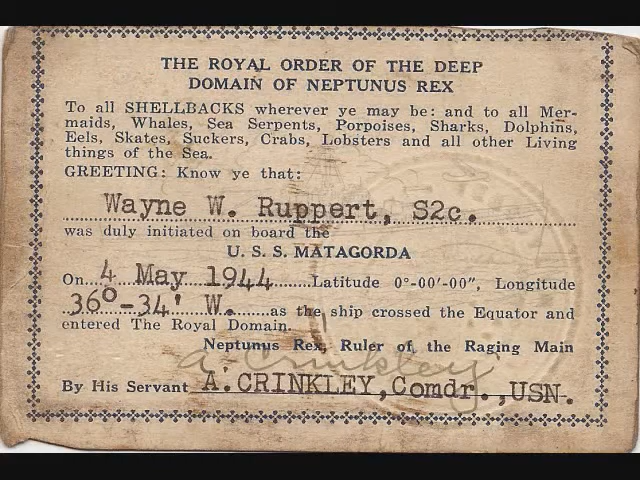 THE ROYAL ORDER OF THE DEEP
DOMAIN OF NEPTUNUS REX
To all SHELLBACKS wherever ye may be: and to all Mer-
maids, Whales, Sea Serpents, Porpoises, Sharks, Dolphins,
Eels, Skates, Suckers, Crabs, Lobsters and all other Living
things of the Sea.
GREETING: Know ye that:
Wayne W. Ruppert, S2c.
was duly initiated on board the
U. S. S. MATAGORDA
On 4 May 1944 Latitude 0°-00'-00", Longitude
36°-34' W. as the ship crossed the Equator and
entered The Royal Domain.
Neptunus Rex, Ruler of the Raging Main
a. Crinkley
By His Servant A. CRINKLEY, Comdr., USN.